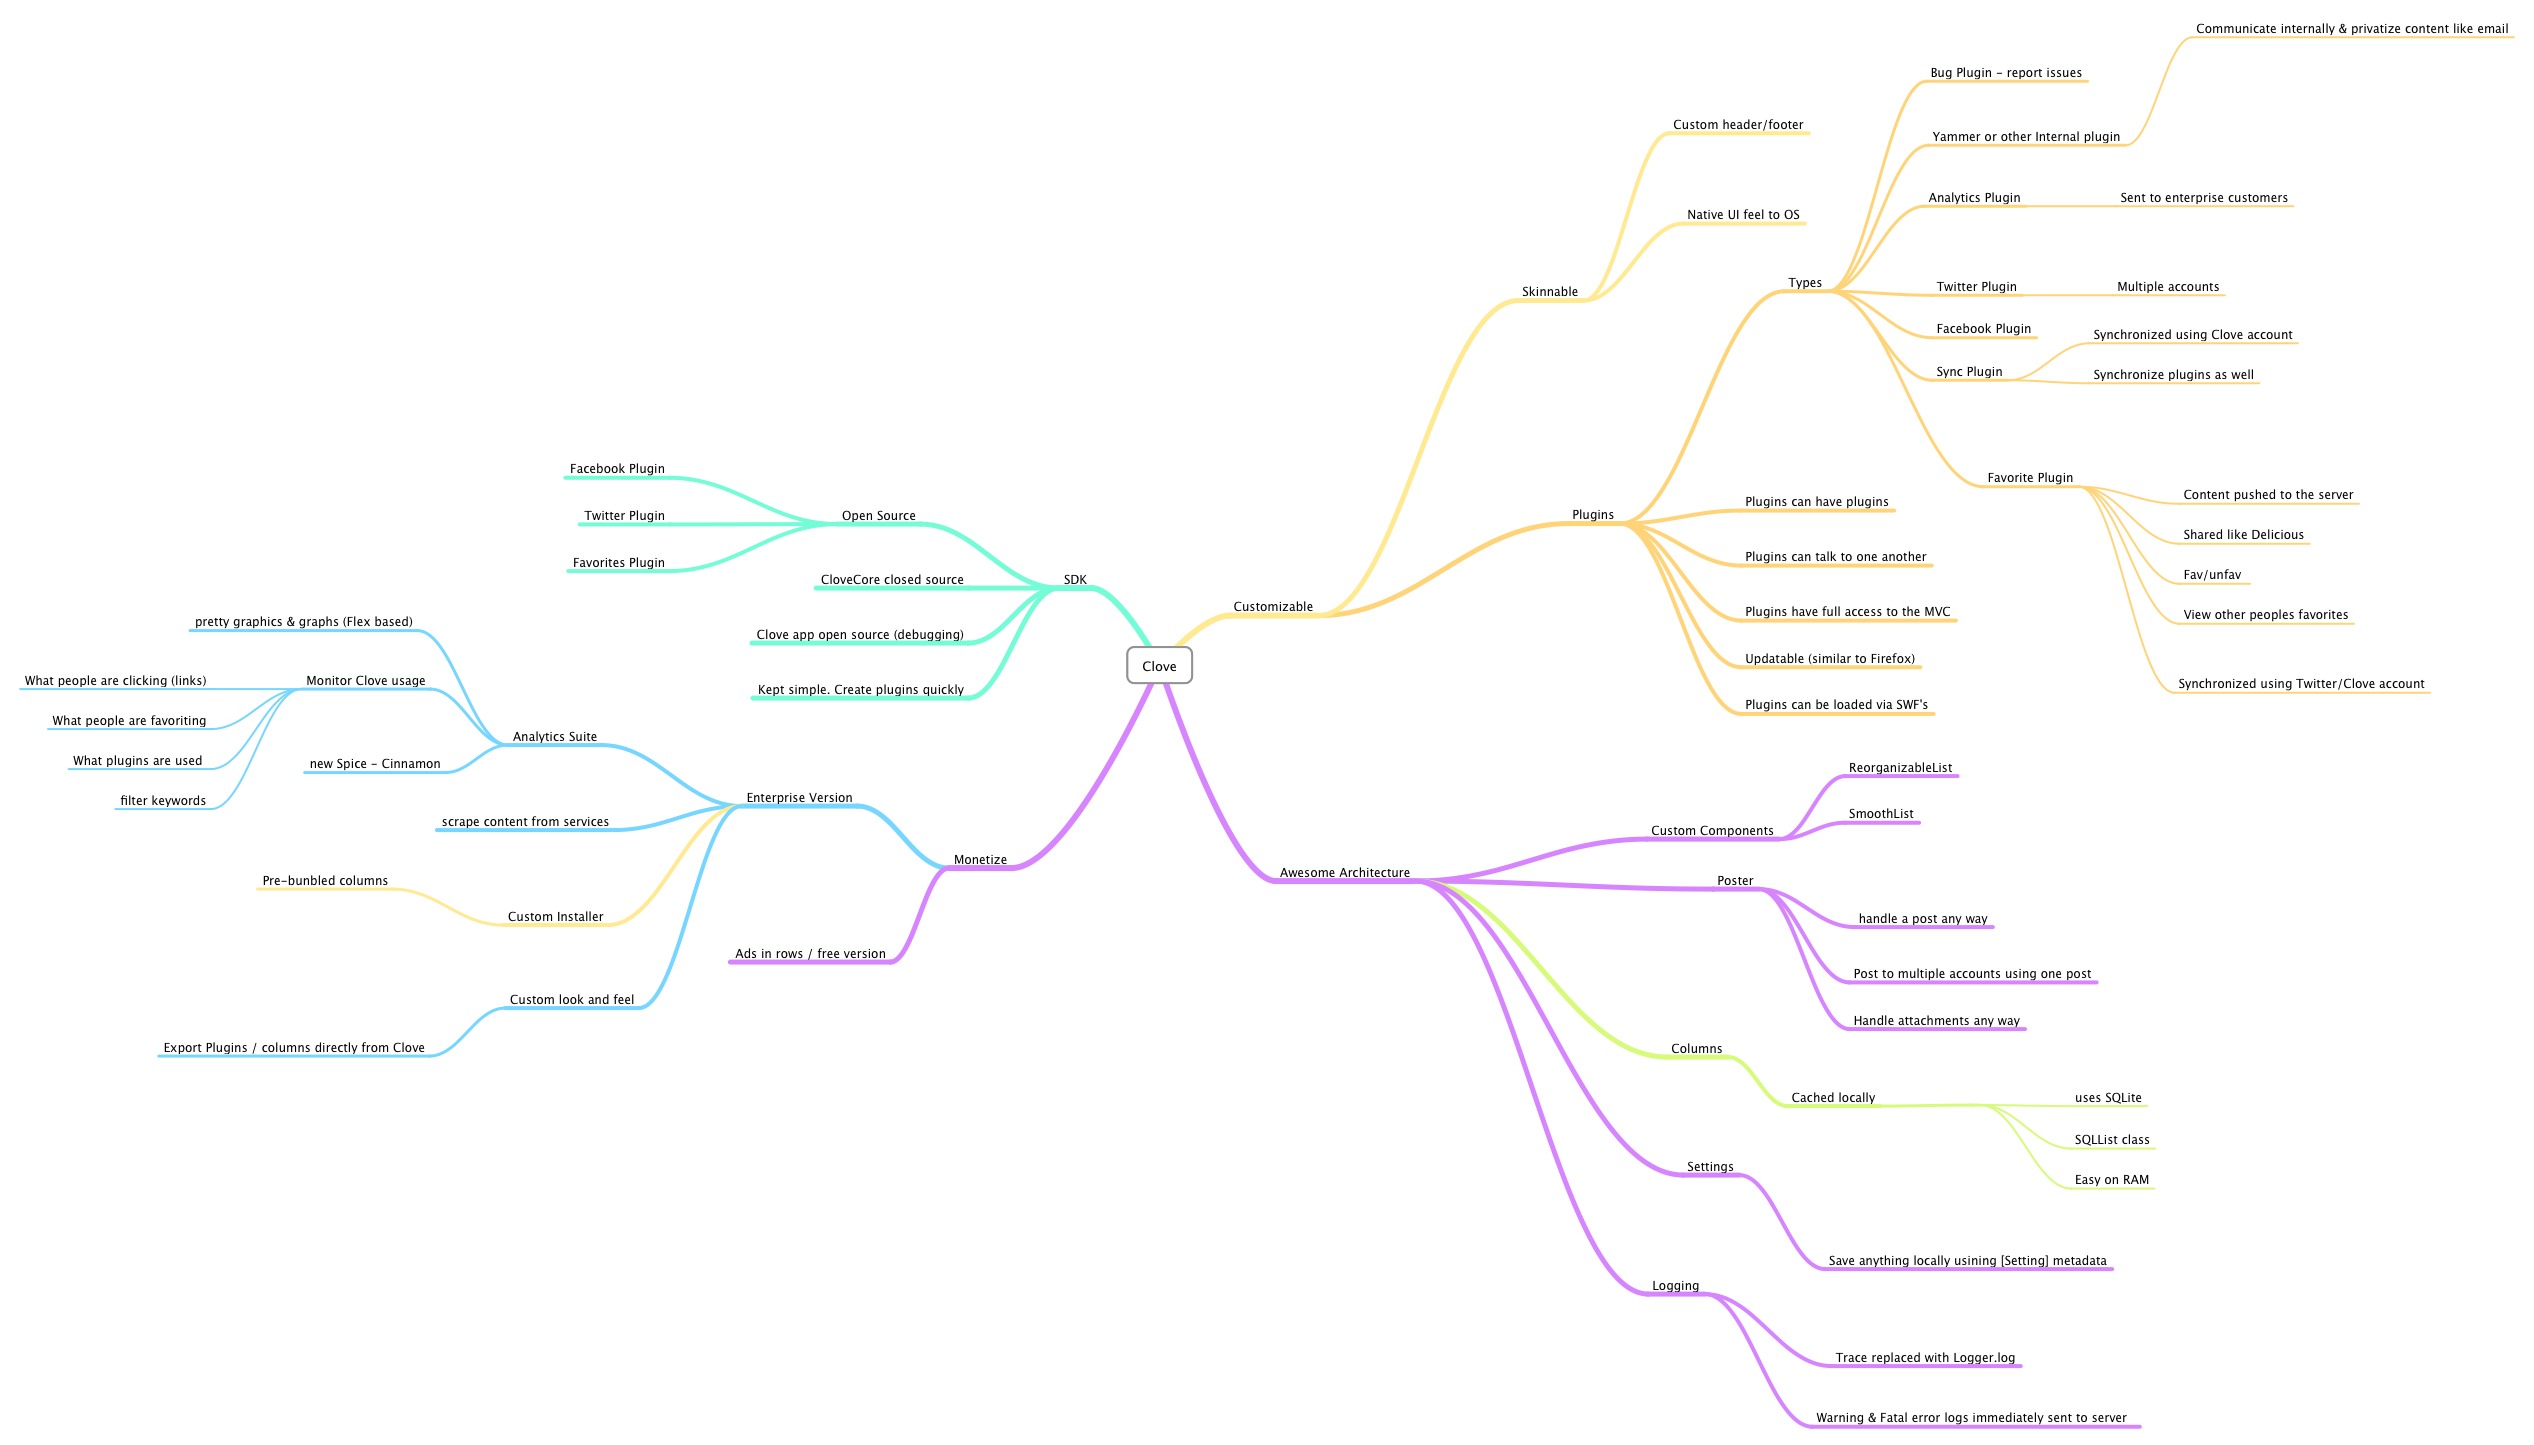 Clove
Customizable
Skinnable
Custom header/footer
Native UI feel to OS
Plugins
Types
Bug Plugin - report issues
Yammer or other Internal plugin
Communicate internally & privatize content like email
Analytics Plugin
Sent to enterprise customers
Twitter Plugin
Multiple accounts
Facebook Plugin
Sync Plugin
Synchronized using Clove account
Synchronize plugins as well
Favorite Plugin
Content pushed to the server
Shared like Delicious
Fav/unfav
View other peoples favorites
Synchronized using Twitter/Clove account
Plugins can have plugins
Plugins can talk to one another
Plugins have full access to the MVC
Updatable (similar to Firefox)
Plugins can be loaded via SWF's
Awesome Architecture
Custom Components
ReorganizableList
SmoothList
Poster
handle a post any way
Post to multiple accounts using one post
Handle attachments any way
Columns
Cached locally
uses SQLite
SQLList class
Easy on RAM
Settings
Save anything locally usining [Setting] metadata
Logging
Trace replaced with Logger.log
Warning & Fatal error logs immediately sent to server
SDK
Open Source
Facebook Plugin
Twitter Plugin
Favorites Plugin
CloveCore closed source
Clove app open source (debugging)
Kept simple. Create plugins quickly
Monetize
Enterprise Version
Analytics Suite
pretty graphics & graphs (Flex based)
Monitor Clove usage
What people are clicking (links)
What people are favoriting
What plugins are used
filter keywords
new Spice - Cinnamon
scrape content from services
Custom Installer
Pre-bunbled columns
Custom look and feel
Export Plugins / columns directly from Clove
Ads in rows / free version